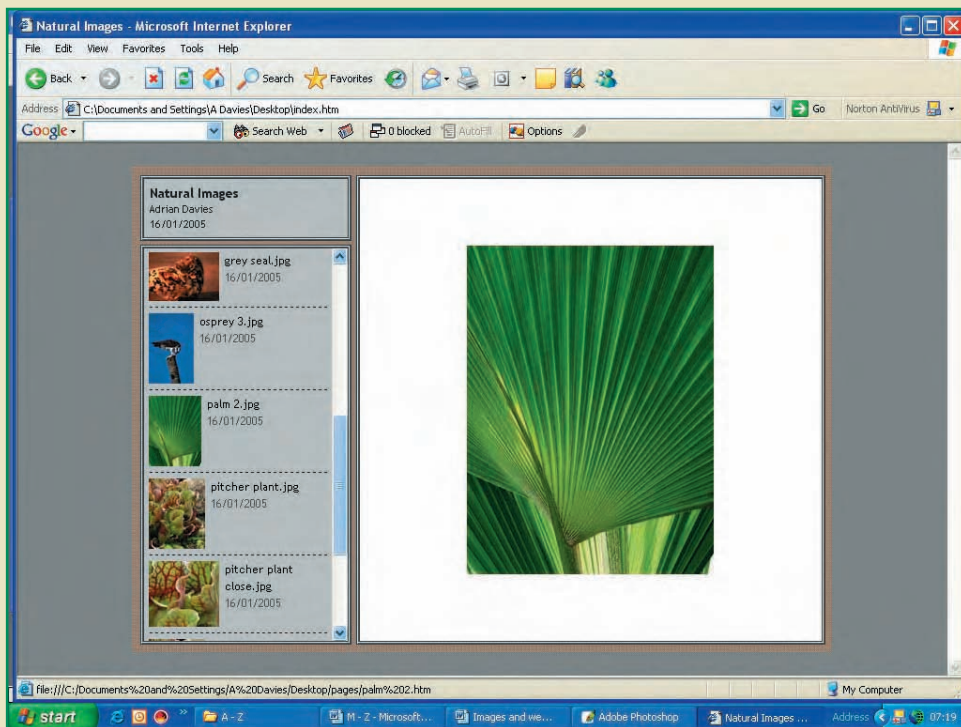 Natural Images - Microsoft Internet Explorer
File Edit View Favorites Tools Help
Back Search Favorites
Address C:\Documents and Settings\A Davies\Desktop\index.htm Go Norton AntiVirus
Google Search Web 0 blocked AutoFill Options
Natural Images
Adrian Davies
16/01/2005
grey seal.jpg
16/01/2005
osprey 3.jpg
16/01/2005
palm 2.jpg
16/01/2005
pitcher plant.jpg
16/01/2005
pitcher plant
close.jpg
16/01/2005
file:///C:/Documents%20and%20Settings/A%20Davies/Desktop/pages/palm%202.htm My Computer
start A - Z M - Z - Microsoft... Images and we... Adobe Photoshop Natural Images ... Address 07:19